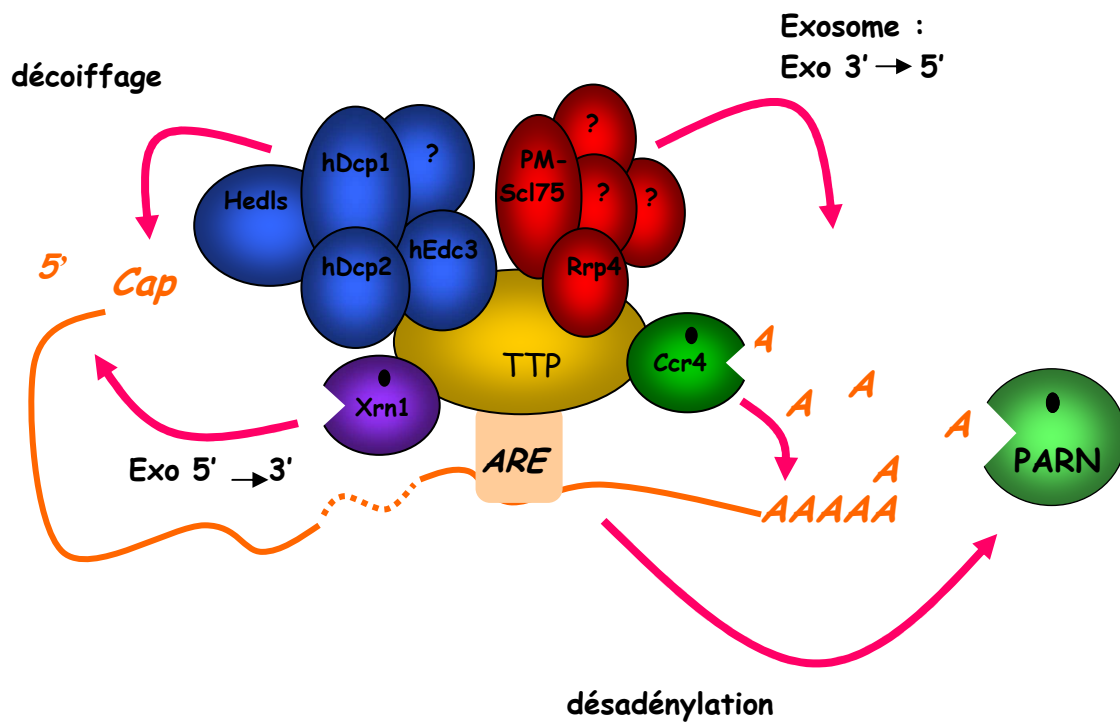 Exosome :
Exo 3’ → 5’
décoiffage
?
hDcp1
?
PM-
Scl75
?
?
Hedls
hEdc3
hDcp2
Rrp4
5’
Cap
TTP
Ccr4
A
A
A
Xrn1
A
PARN
Exo 5’ → 3’
ARE
A
AAAAA
désadénylation